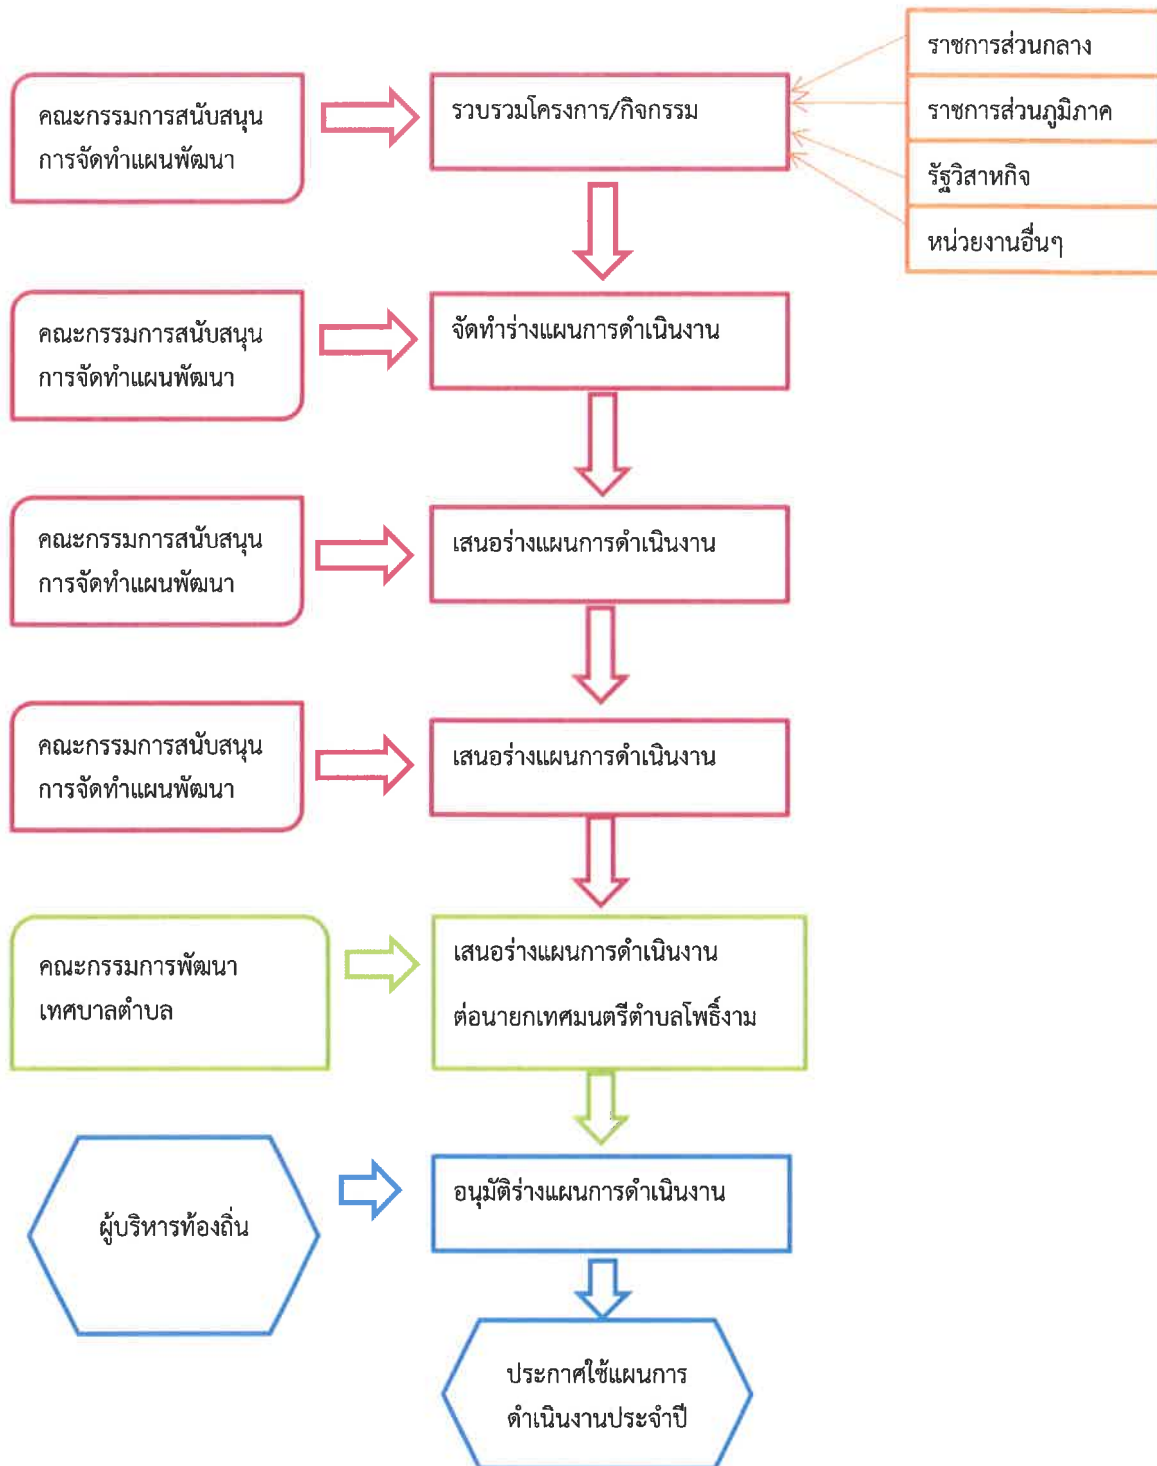 ราชการส่วนกลาง
คณะกรรมการสนับสนุน
การจัดทำแผนพัฒนา
รวบรวมโครงการ/กิจกรรม
ราชการส่วนภูมิภาค
รัฐวิสาหกิจ
หน่วยงานอื่นๆ
คณะกรรมการสนับสนุน
การจัดทำแผนพัฒนา
จัดทำร่างแผนการดำเนินงาน
คณะกรรมการสนับสนุน
การจัดทำแผนพัฒนา
เสนอร่างแผนการดำเนินงาน
คณะกรรมการสนับสนุน
การจัดทำแผนพัฒนา
เสนอร่างแผนการดำเนินงาน
คณะกรรมการพัฒนา
เทศบาลตำบล
เสนอร่างแผนการดำเนินงาน
ต่อนายกเทศมนตรีตำบลโพธิ์งาม
ผู้บริหารท้องถิ่น
อนุมัติร่างแผนการดำเนินงาน
ประกาศใช้แผนการ
ดำเนินงานประจำปี